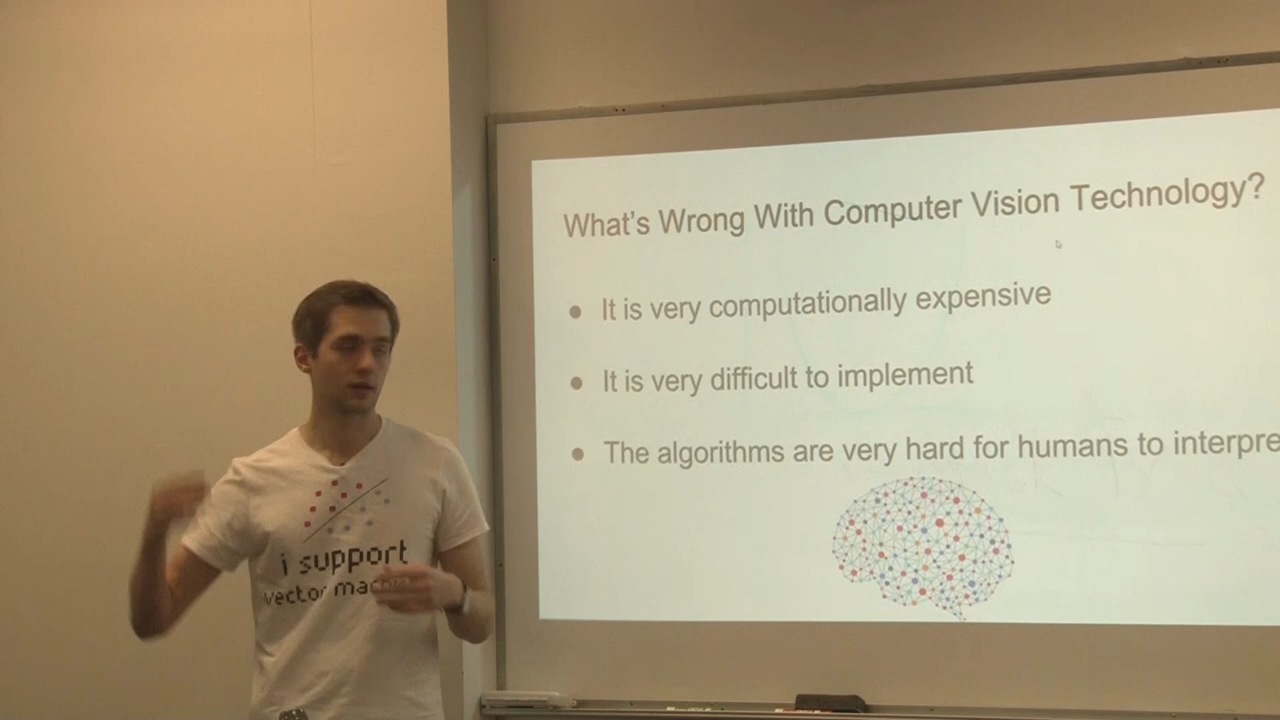 What's Wrong With Computer Vision Technology?
● It is very computationally expensive
● It is very difficult to implement
● The algorithms are very hard for humans to interpre
i support
vector